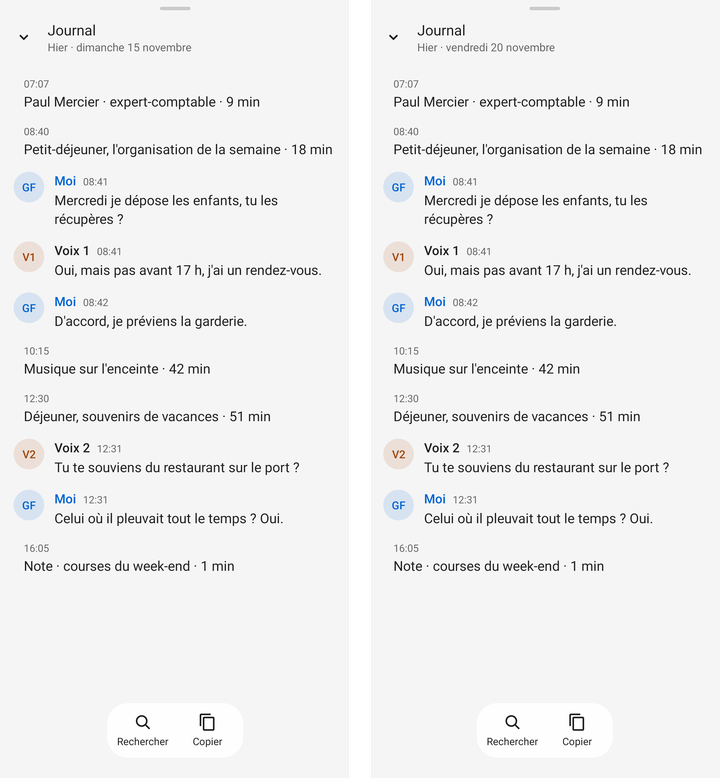 Journal
Hier · dimanche 15 novembre
07:07
Paul Mercier · expert-comptable · 9 min
08:40
Petit-déjeuner, l'organisation de la semaine · 18 min
GF
Moi 08:41
Mercredi je dépose les enfants, tu les
récupères ?
V1
Voix 1 08:41
Oui, mais pas avant 17 h, j'ai un rendez-vous.
GF
Moi 08:42
D'accord, je préviens la garderie.
10:15
Musique sur l'enceinte · 42 min
12:30
Déjeuner, souvenirs de vacances · 51 min
V2
Voix 2 12:31
Tu te souviens du restaurant sur le port ?
GF
Moi 12:31
Celui où il pleuvait tout le temps ? Oui.
16:05
Note · courses du week-end · 1 min
Rechercher
Copier
Journal
Hier · vendredi 20 novembre
07:07
Paul Mercier · expert-comptable · 9 min
08:40
Petit-déjeuner, l'organisation de la semaine · 18 min
GF
Moi 08:41
Mercredi je dépose les enfants, tu les
récupères ?
V1
Voix 1 08:41
Oui, mais pas avant 17 h, j'ai un rendez-vous.
GF
Moi 08:42
D'accord, je préviens la garderie.
10:15
Musique sur l'enceinte · 42 min
12:30
Déjeuner, souvenirs de vacances · 51 min
V2
Voix 2 12:31
Tu te souviens du restaurant sur le port ?
GF
Moi 12:31
Celui où il pleuvait tout le temps ? Oui.
16:05
Note · courses du week-end · 1 min
Rechercher
Copier